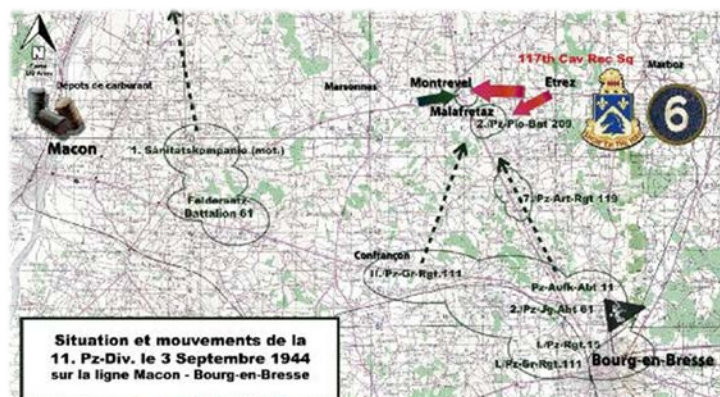 N
117th Cav Rec Sq
Marboz
Dépots de carburant
Marsonnas
Montrevel
Etrez
Malafretaz
6
2./Pz-Pio-Bat 209
Macon
1. Sanitätskompanie (mot.)
Feldersatz-
Battalion 61
7./Pz-Art-Rgt 119
Confrançon
II./Pz-Gr-Rgt.111
Pz-Aufk-Abt 11
2./Pz-Jg.Abt 61
I./Pz-Rgt.15
I./Pz-Gr-Rgt.111
Bourg-en-Bresse
Situation et mouvements de la
11. Pz-Div. le 3 Septembre 1944
sur la ligne Macon - Bourg-en-Bresse